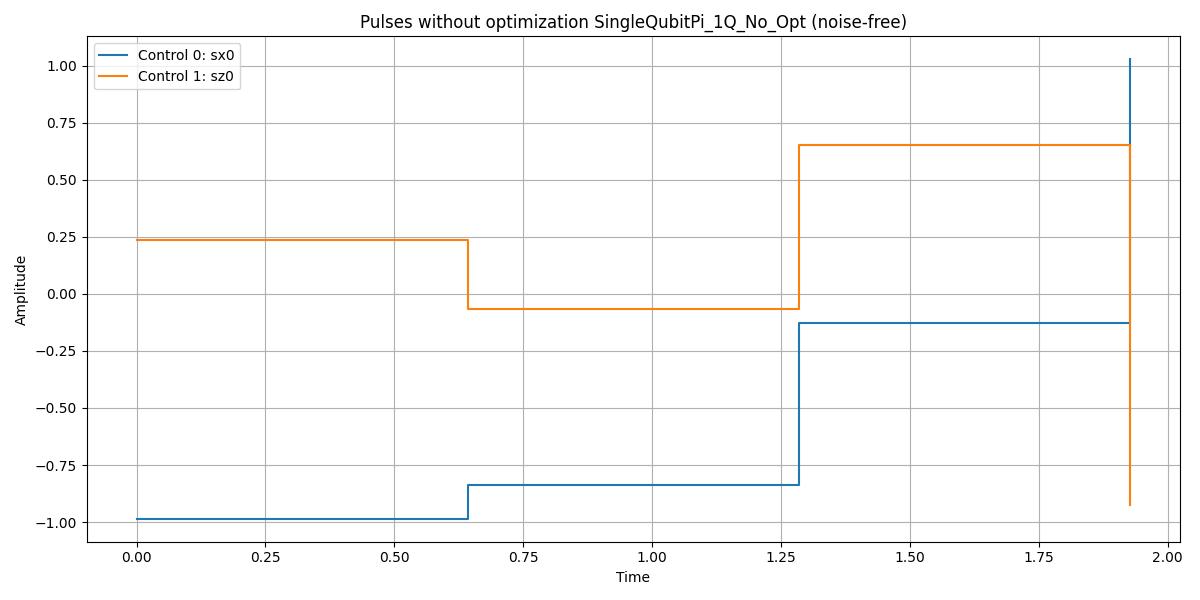 Pulses without optimization SingleQubitPi_1Q_No_Opt (noise-free)
Control 0: sx0
Control 1: sz0
Amplitude
1.00
0.75
0.50
0.25
0.00
−0.25
−0.50
−0.75
−1.00
0.00 0.25 0.50 0.75 1.00 1.25 1.50 1.75 2.00
Time